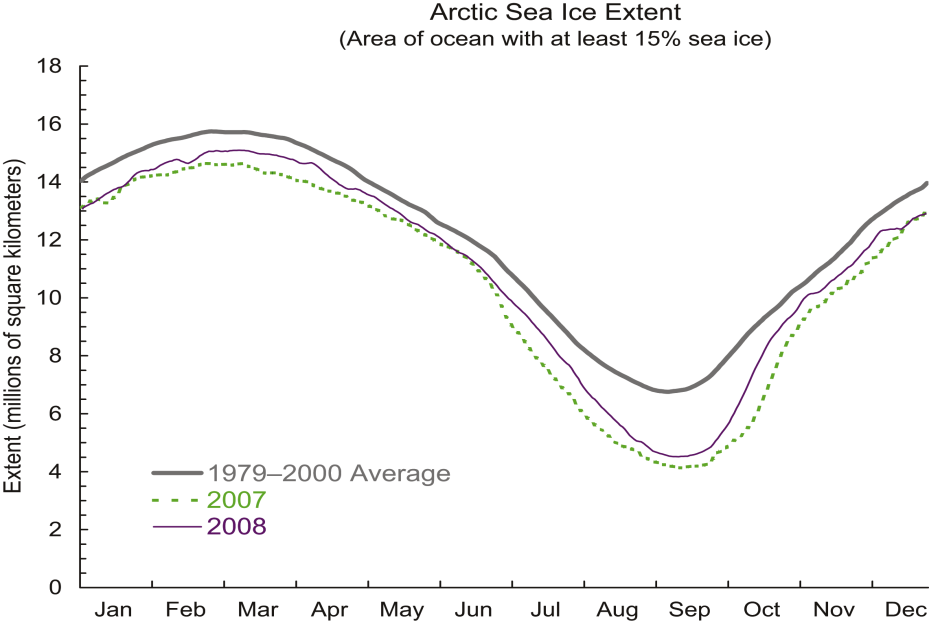 Arctic Sea Ice Extent
(Area of ocean with at least 15% sea ice)
Extent (millions of square kilometers)
18
16
14
12
10
8
6
4
2
0
1979–2000 Average
2007
2008
Jan Feb Mar Apr May Jun Jul Aug Sep Oct Nov Dec